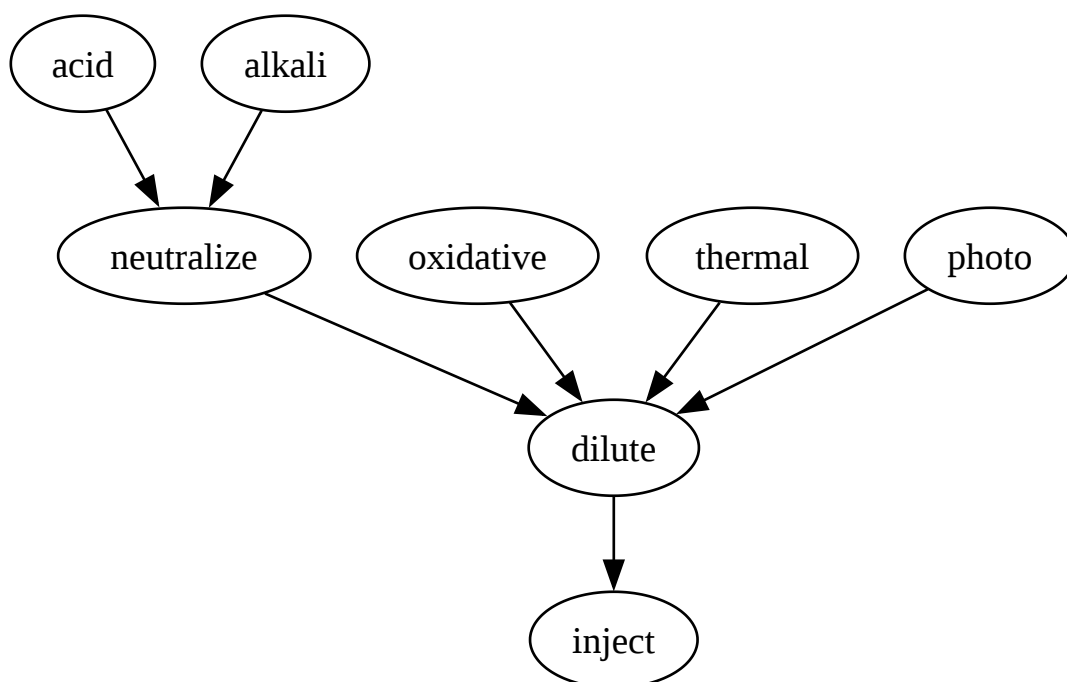 acid
alkali
neutralize
oxidative
thermal
photo
dilute
inject